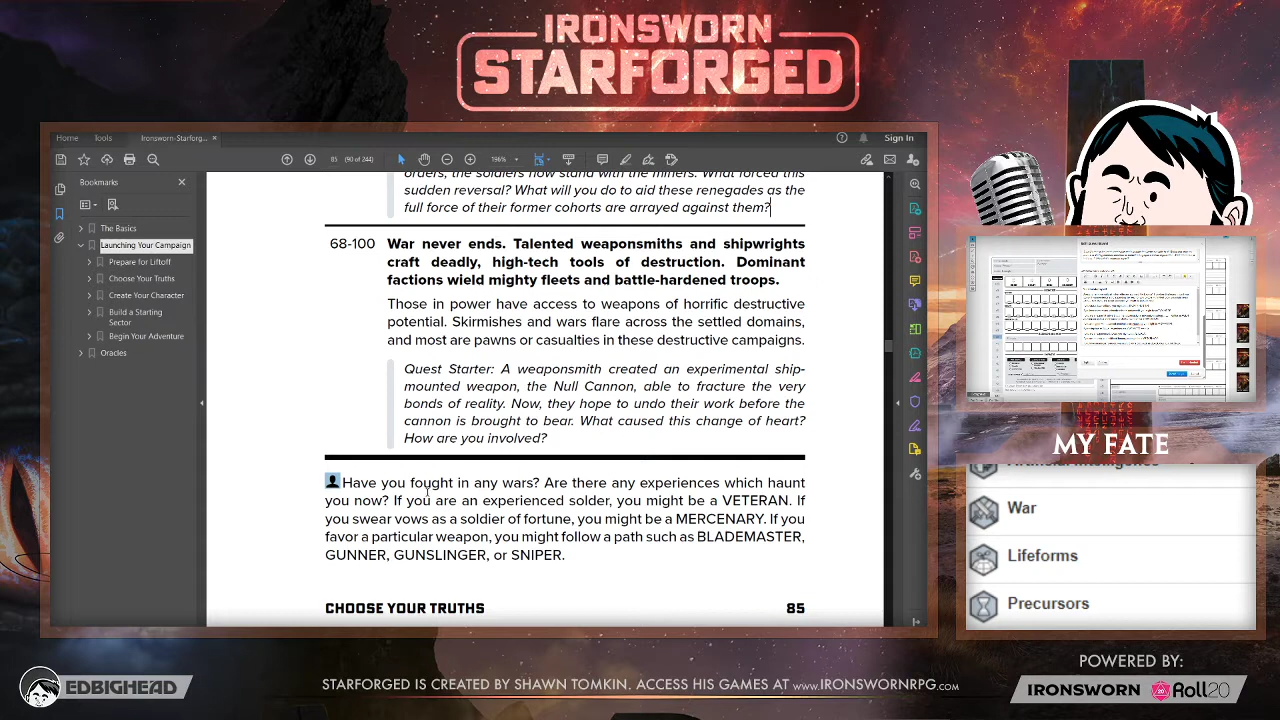 IRONSWORN
STARFORGED
Home Tools Ironsworn-Starforg... × Sign In
85 (90 of 244) 196%
Bookmarks
The Basics
Launching Your Campaign
Prepare for Liftoff
Choose Your Truths
Create Your Character
Build a Starting
Sector
Begin Your Adventure
Oracles
orders, the soldiers now stand with the miners. What forced this
sudden reversal? What will you do to aid these renegades as the
full force of their former cohorts are arrayed against them?
68-100 War never ends. Talented weaponsmiths and shipwrights
craft deadly, high-tech tools of destruction. Dominant
factions wield mighty fleets and battle-hardened troops.
Those in power have access to weapons of horrific destructive
potential. Skirmishes and wars flare across the settled domains,
and most are pawns or casualties in these destructive campaigns.
Quest Starter: A weaponsmith created an experimental ship-
mounted weapon, the Null Cannon, able to fracture the very
bonds of reality. Now, they hope to undo their work before the
cannon is brought to bear. What caused this change of heart?
How are you involved?
Have you fought in any wars? Are there any experiences which haunt
you now? If you are an experienced solder, you might be a VETERAN. If
you swear vows as a soldier of fortune, you might be a MERCENARY. If you
favor a particular weapon, you might follow a path such as BLADEMASTER,
GUNNER, GUNSLINGER, or SNIPER.
CHOOSE YOUR TRUTHS 85
MY FATE
Artificial Intelligence
War
Lifeforms
Precursors
EDBIGHEAD
STARFORGED IS CREATED BY SHAWN TOMKIN. ACCESS HIS GAMES AT www.IRONSWORNRPG.com
POWERED BY:
IRONSWORN Roll20